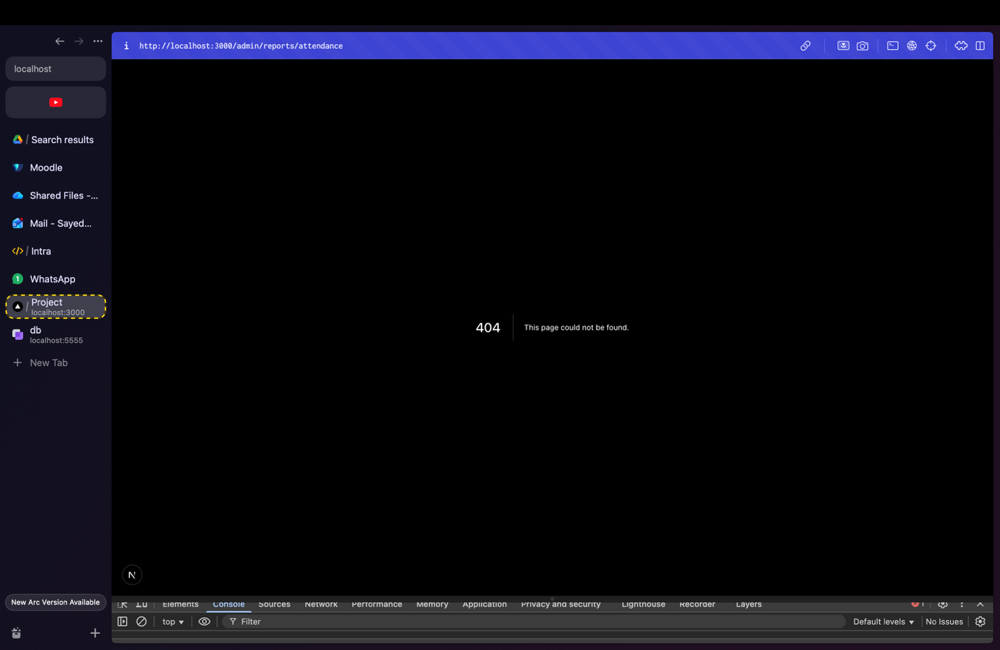 http://localhost:3000/admin/reports/attendance
localhost
/ Search results
Moodle
Shared Files -...
Mail - Sayed...
/ Intra
1 WhatsApp
/ Project
localhost:3000
db
localhost:5555
+ New Tab
404
This page could not be found.
N
New Arc Version Available
Elements Console Sources Network Performance Memory Application Privacy and security Lighthouse Recorder Layers 1
top Filter Default levels No Issues